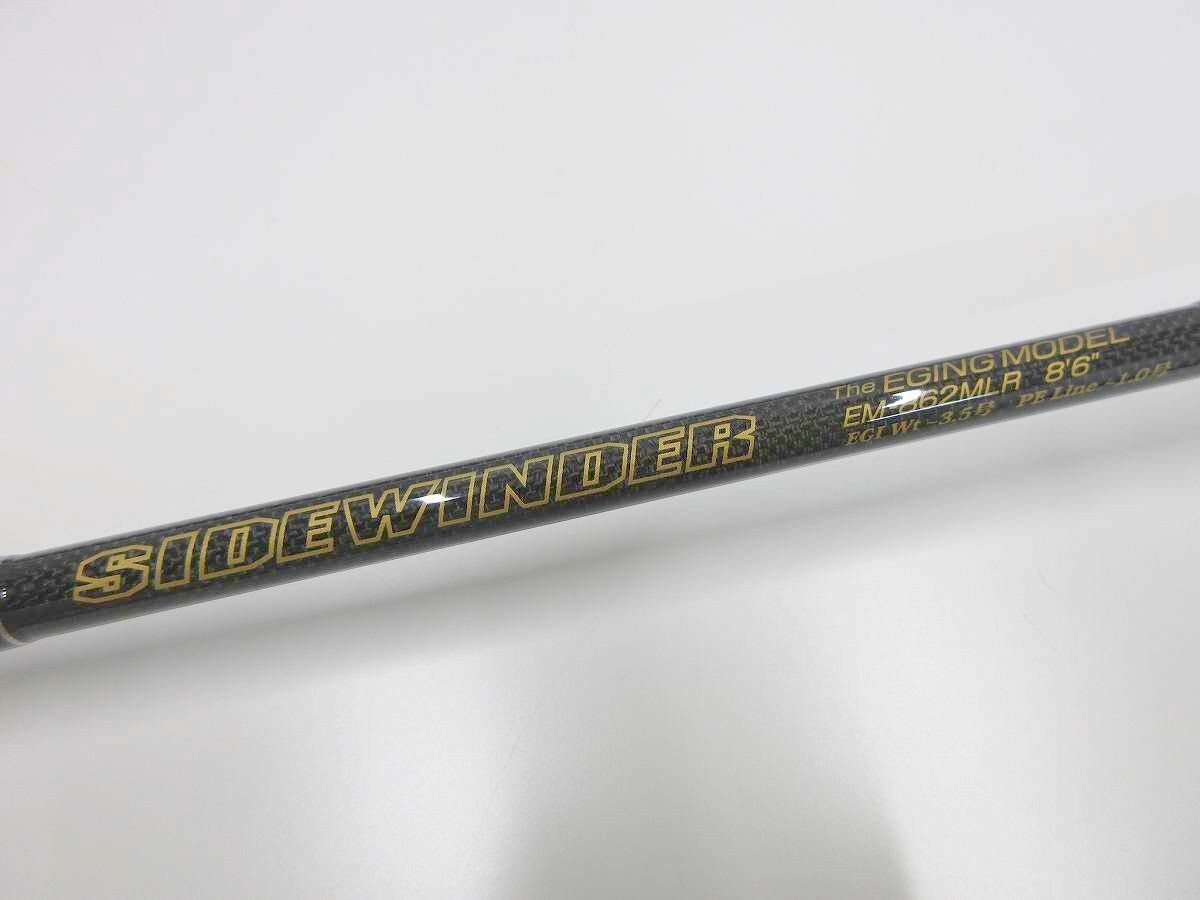 SIDEWINDER
The EGING MODEL
EM-862MLR 8'6"
EGI Wt ~3.5号 PE Line ~1.0号